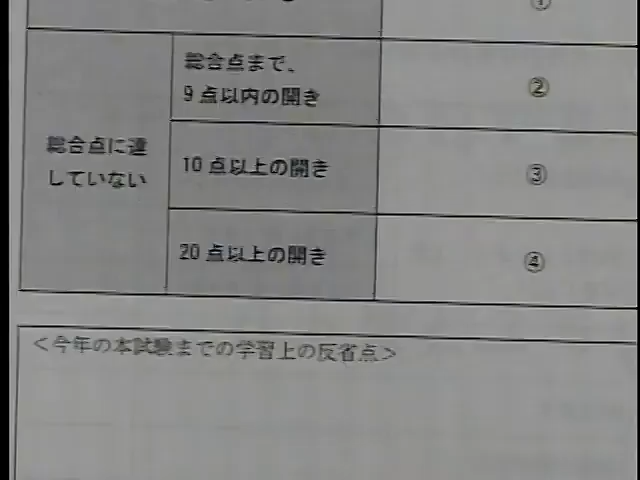 ①
総合点まで、
9点以内の開き
②
総合点に達
していない
10点以上の開き
③
20点以上の開き
④
＜今年の本試験までの学習上の反省点＞